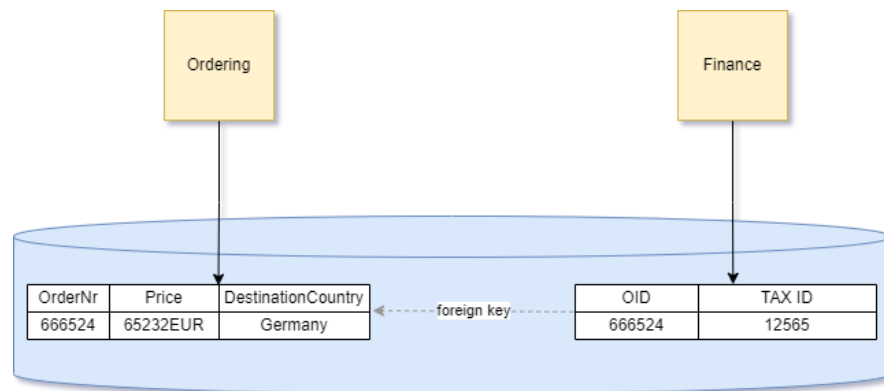 Ordering
Finance
OrderNr Price DestinationCountry
666524 65232EUR Germany
foreign key
OID TAX ID
666524 12565